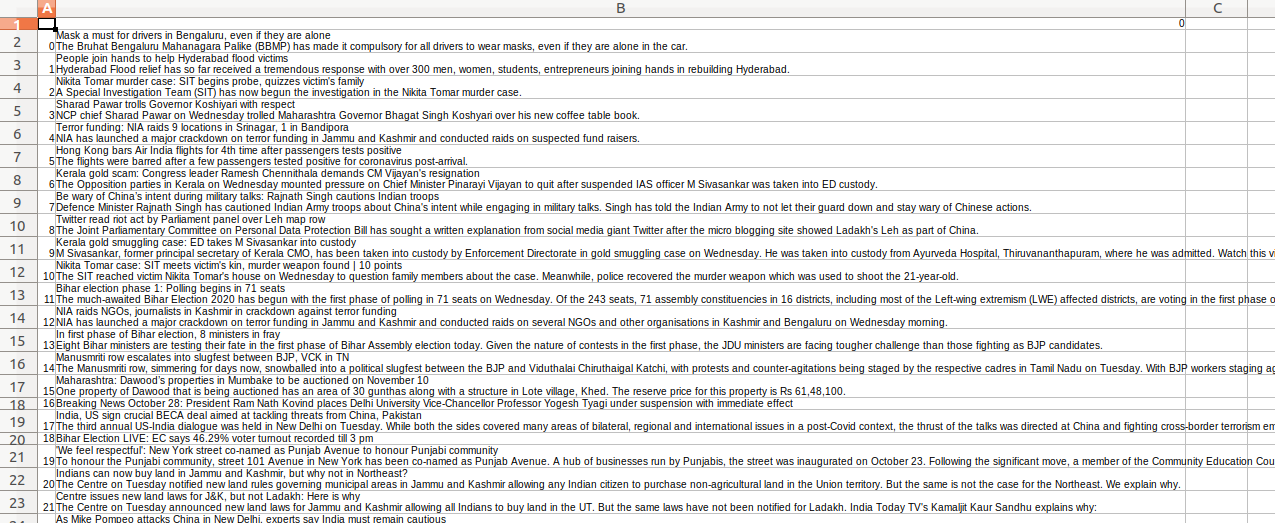 A B C
1 0
2 Mask a must for drivers in Bengaluru, even if they are alone
0 The Bruhat Bengaluru Mahanagara Palike (BBMP) has made it compulsory for all drivers to wear masks, even if they are alone in the car.
3 People join hands to help Hyderabad flood victims
1 Hyderabad Flood relief has so far received a tremendous response with over 300 men, women, students, entrepreneurs joining hands in rebuilding Hyderabad.
4 Nikita Tomar murder case: SIT begins probe, quizzes victim's family
2 A Special Investigation Team (SIT) has now begun the investigation in the Nikita Tomar murder case.
5 Sharad Pawar trolls Governor Koshiyari with respect
3 NCP chief Sharad Pawar on Wednesday trolled Maharashtra Governor Bhagat Singh Koshyari over his new coffee table book.
6 Terror funding: NIA raids 9 locations in Srinagar, 1 in Bandipora
4 NIA has launched a major crackdown on terror funding in Jammu and Kashmir and conducted raids on suspected fund raisers.
7 Hong Kong bars Air India flights for 4th time after passengers tests positive
5 The flights were barred after a few passengers tested positive for coronavirus post-arrival.
8 Kerala gold scam: Congress leader Ramesh Chennithala demands CM Vijayan's resignation
6 The Opposition parties in Kerala on Wednesday mounted pressure on Chief Minister Pinarayi Vijayan to quit after suspended IAS officer M Sivasankar was taken into ED custody.
9 Be wary of China's intent during military talks: Rajnath Singh cautions Indian troops
7 Defence Minister Rajnath Singh has cautioned Indian Army troops about China's intent while engaging in military talks. Singh has told the Indian Army to not let their guard down and stay wary of Chinese actions.
10 Twitter read riot act by Parliament panel over Leh map row
8 The Joint Parliamentary Committee on Personal Data Protection Bill has sought a written explanation from social media giant Twitter after the micro blogging site showed Ladakh's Leh as part of China.
11 Kerala gold smuggling case: ED takes M Sivasankar into custody
9 M Sivasankar, former principal secretary of Kerala CMO, has been taken into custody by Enforcement Directorate in gold smuggling case on Wednesday. He was taken into custody from Ayurveda Hospital, Thiruvananthapuram, where he was admitted. Watch this vi
12 Nikita Tomar case: SIT meets victim's kin, murder weapon found | 10 points
10 The SIT reached victim Nikita Tomar's house on Wednesday to question family members about the case. Meanwhile, police recovered the murder weapon which was used to shoot the 21-year-old.
13 Bihar election phase 1: Polling begins in 71 seats
11 The much-awaited Bihar Election 2020 has begun with the first phase of polling in 71 seats on Wednesday. Of the 243 seats, 71 assembly constituencies in 16 districts, including most of the Left-wing extremism (LWE) affected districts, are voting in the first phase o
14 NIA raids NGOs, journalists in Kashmir in crackdown against terror funding
12 NIA has launched a major crackdown on terror funding in Jammu and Kashmir and conducted raids on several NGOs and other organisations in Kashmir and Bengaluru on Wednesday morning.
15 In first phase of Bihar election, 8 ministers in fray
13 Eight Bihar ministers are testing their fate in the first phase of Bihar Assembly election today. Given the nature of contests in the first phase, the JDU ministers are facing tougher challenge than those fighting as BJP candidates.
16 Manusmriti row escalates into slugfest between BJP, VCK in TN
14 The Manusmriti row, simmering for days now, snowballed into a political slugfest between the BJP and Viduthalai Chiruthaigal Katchi, with protests and counter-agitations being staged by the respective cadres in Tamil Nadu on Tuesday. With BJP workers staging ag
17 Maharashtra: Dawood's properties in Mumbake to be auctioned on November 10
15 One property of Dawood that is being auctioned has an area of 30 gunthas along with a structure in Lote village, Khed. The reserve price for this property is Rs 61,48,100.
18 16 Breaking News October 28: President Ram Nath Kovind places Delhi University Vice-Chancellor Professor Yogesh Tyagi under suspension with immediate effect
19 India, US sign crucial BECA deal aimed at tackling threats from China, Pakistan
17 The third annual US-India dialogue was held in New Delhi on Tuesday. While both the sides covered many areas of bilateral, regional and international issues in a post-Covid context, the thrust of the talks was directed at China and fighting cross-border terrorism em
20 18 Bihar Election LIVE: EC says 46.29% voter turnout recorded till 3 pm
21 'We feel respectful': New York street co-named as Punjab Avenue to honour Punjabi community
19 To honour the Punjabi community, street 101 Avenue in New York has been co-named as Punjab Avenue. A hub of businesses run by Punjabis, the street was inaugurated on October 23. Following the significant move, a member of the Community Education Cou
22 Indians can now buy land in Jammu and Kashmir, but why not in Northeast?
20 The Centre on Tuesday notified new land rules governing municipal areas in Jammu and Kashmir allowing any Indian citizen to purchase non-agricultural land in the Union territory. But the same is not the case for the Northeast. We explain why.
23 Centre issues new land laws for J&K, but not Ladakh: Here is why
21 The Centre on Tuesday announced new land laws for Jammu and Kashmir allowing all Indians to buy land in the UT. But the same laws have not been notified for Ladakh. India Today TV's Kamaljit Kaur Sandhu explains why:
24 As Mike Pompeo attacks China in New Delhi, experts say India must remain cautious